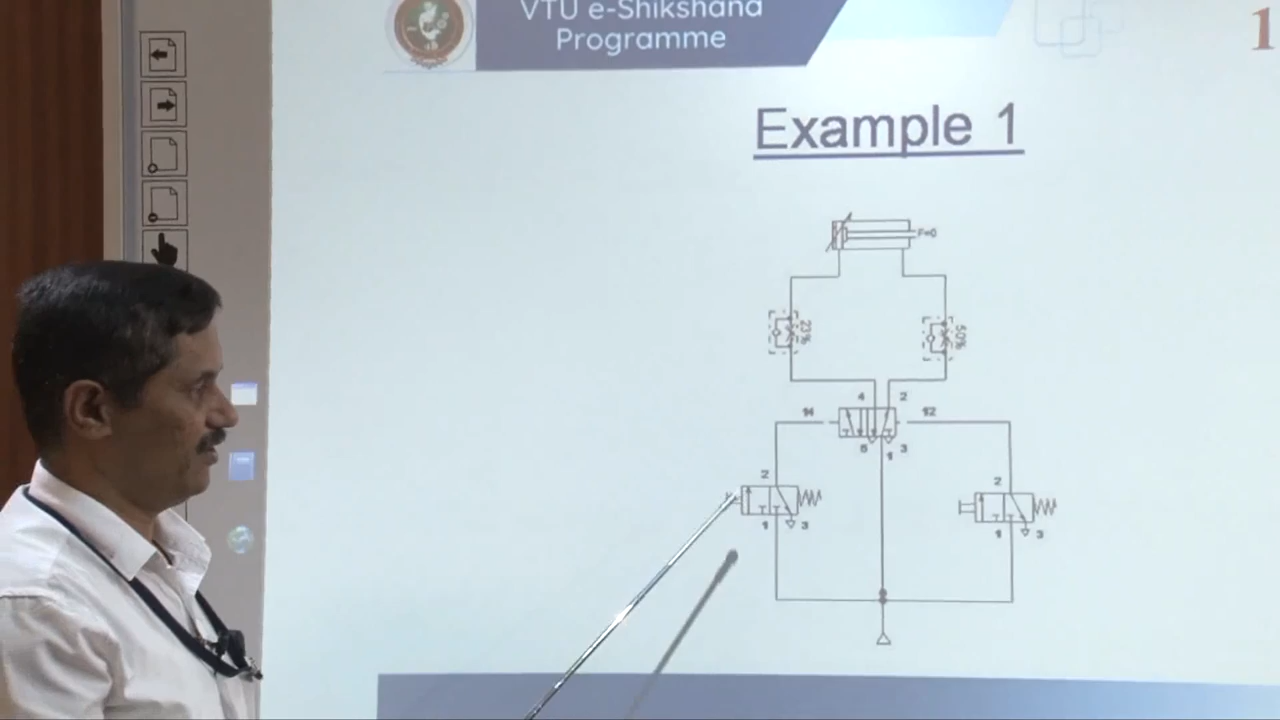 VTU e-Shikshana
Programme
1
Example 1
F=0
23%
50%
4 2
14 12
5 1 3
2
1 3
2
1 3